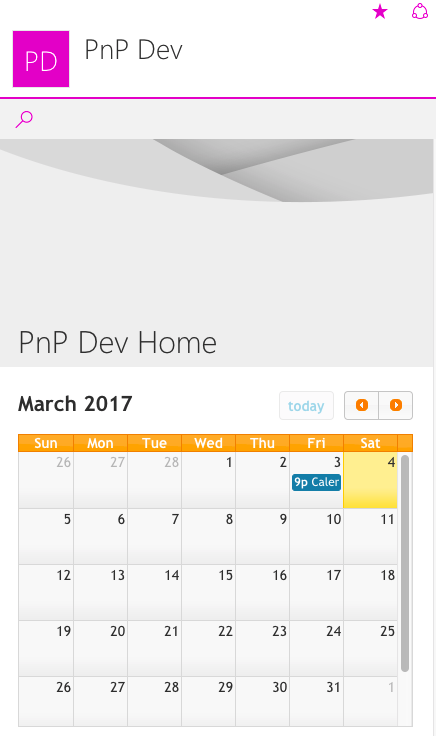 PD PnP Dev
PnP Dev Home
March 2017 today
Sun Mon Tue Wed Thu Fri Sat
26 27 28 1 2 3 4
9p Caler
5 6 7 8 9 10 11
12 13 14 15 16 17 18
19 20 21 22 23 24 25
26 27 28 29 30 31 1